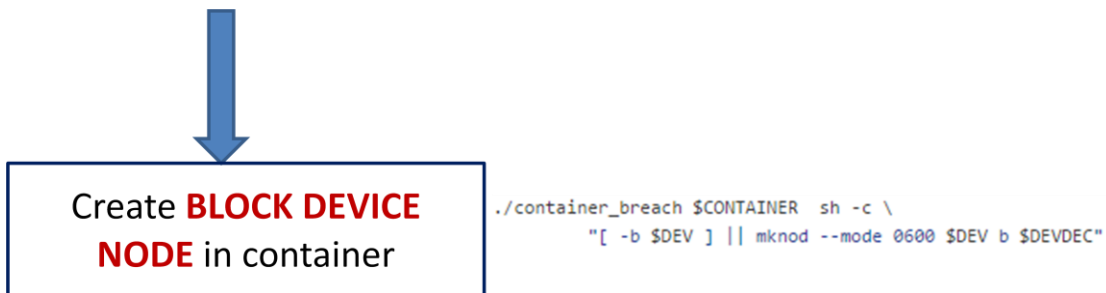 Create BLOCK DEVICE
NODE in container
./container_breach $CONTAINER  sh -c \
"[ -b $DEV ] || mknod --mode 0600 $DEV b $DEVDEC"